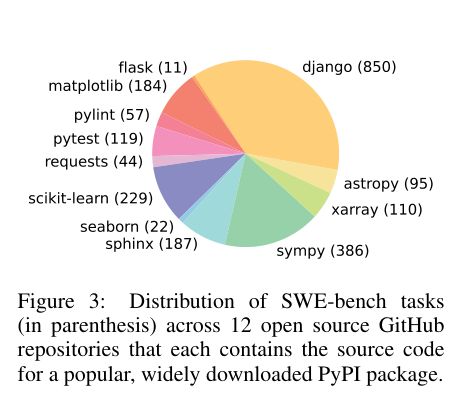 flask (11)
django (850)
matplotlib (184)
pylint (57)
pytest (119)
requests (44)
astropy (95)
scikit-learn (229)
xarray (110)
seaborn (22)
sphinx (187)
sympy (386)
Figure 3: Distribution of SWE-bench tasks
(in parenthesis) across 12 open source GitHub
repositories that each contains the source code
for a popular, widely downloaded PyPI package.